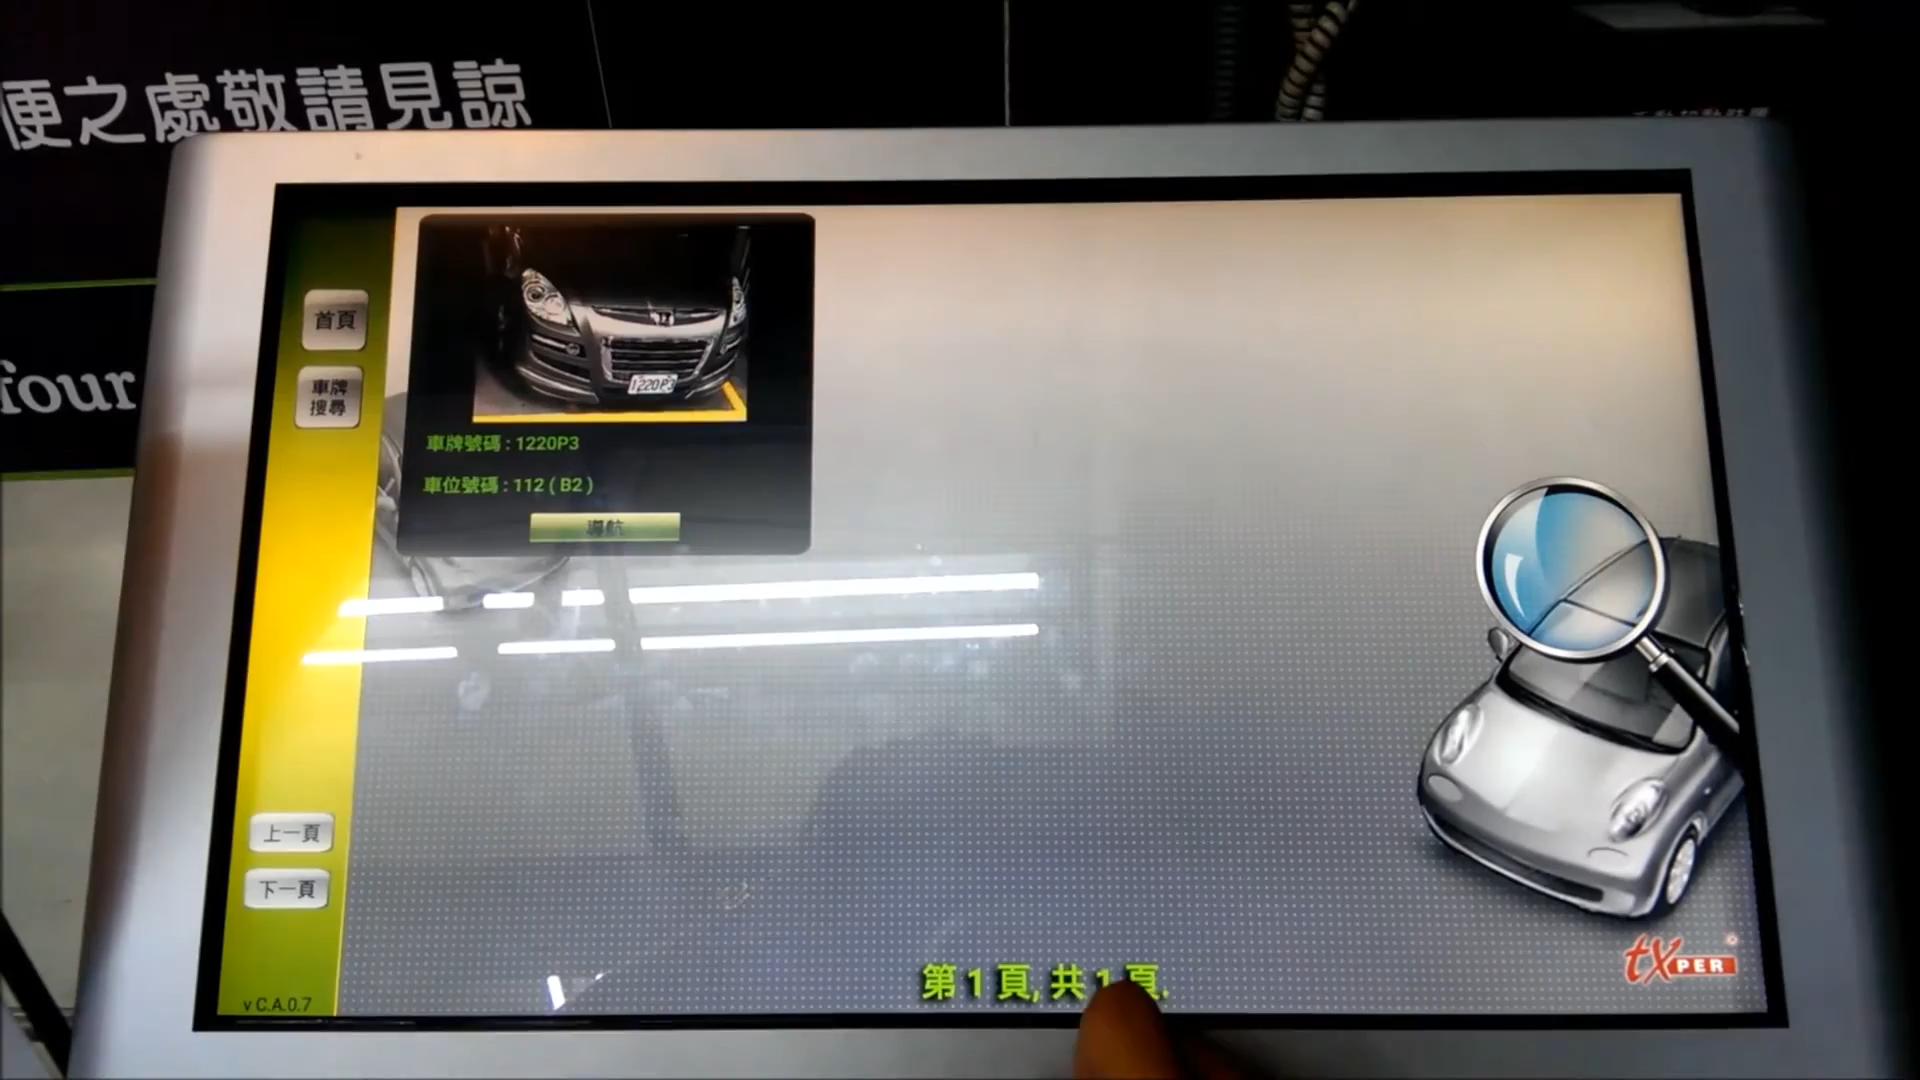 便之處敬請見諒
four
首頁
車牌
搜尋
1220P3
車牌號碼 : 1220P3
車位號碼 : 112 ( B2 )
導航
上一頁
下一頁
v C.A.0.7
第 1 頁, 共 1 頁.
tXPER